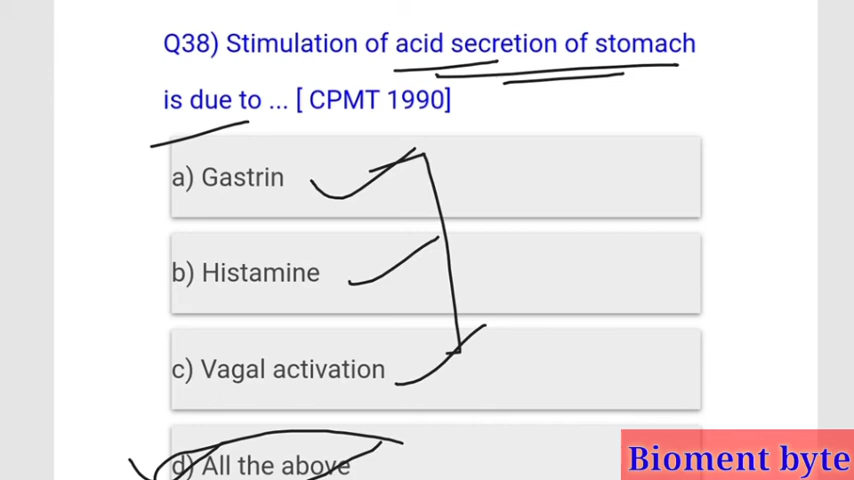 Q38) Stimulation of acid secretion of stomach
is due to ... [ CPMT 1990]
a) Gastrin
b) Histamine
c) Vagal activation
d) All the above
Bioment byte